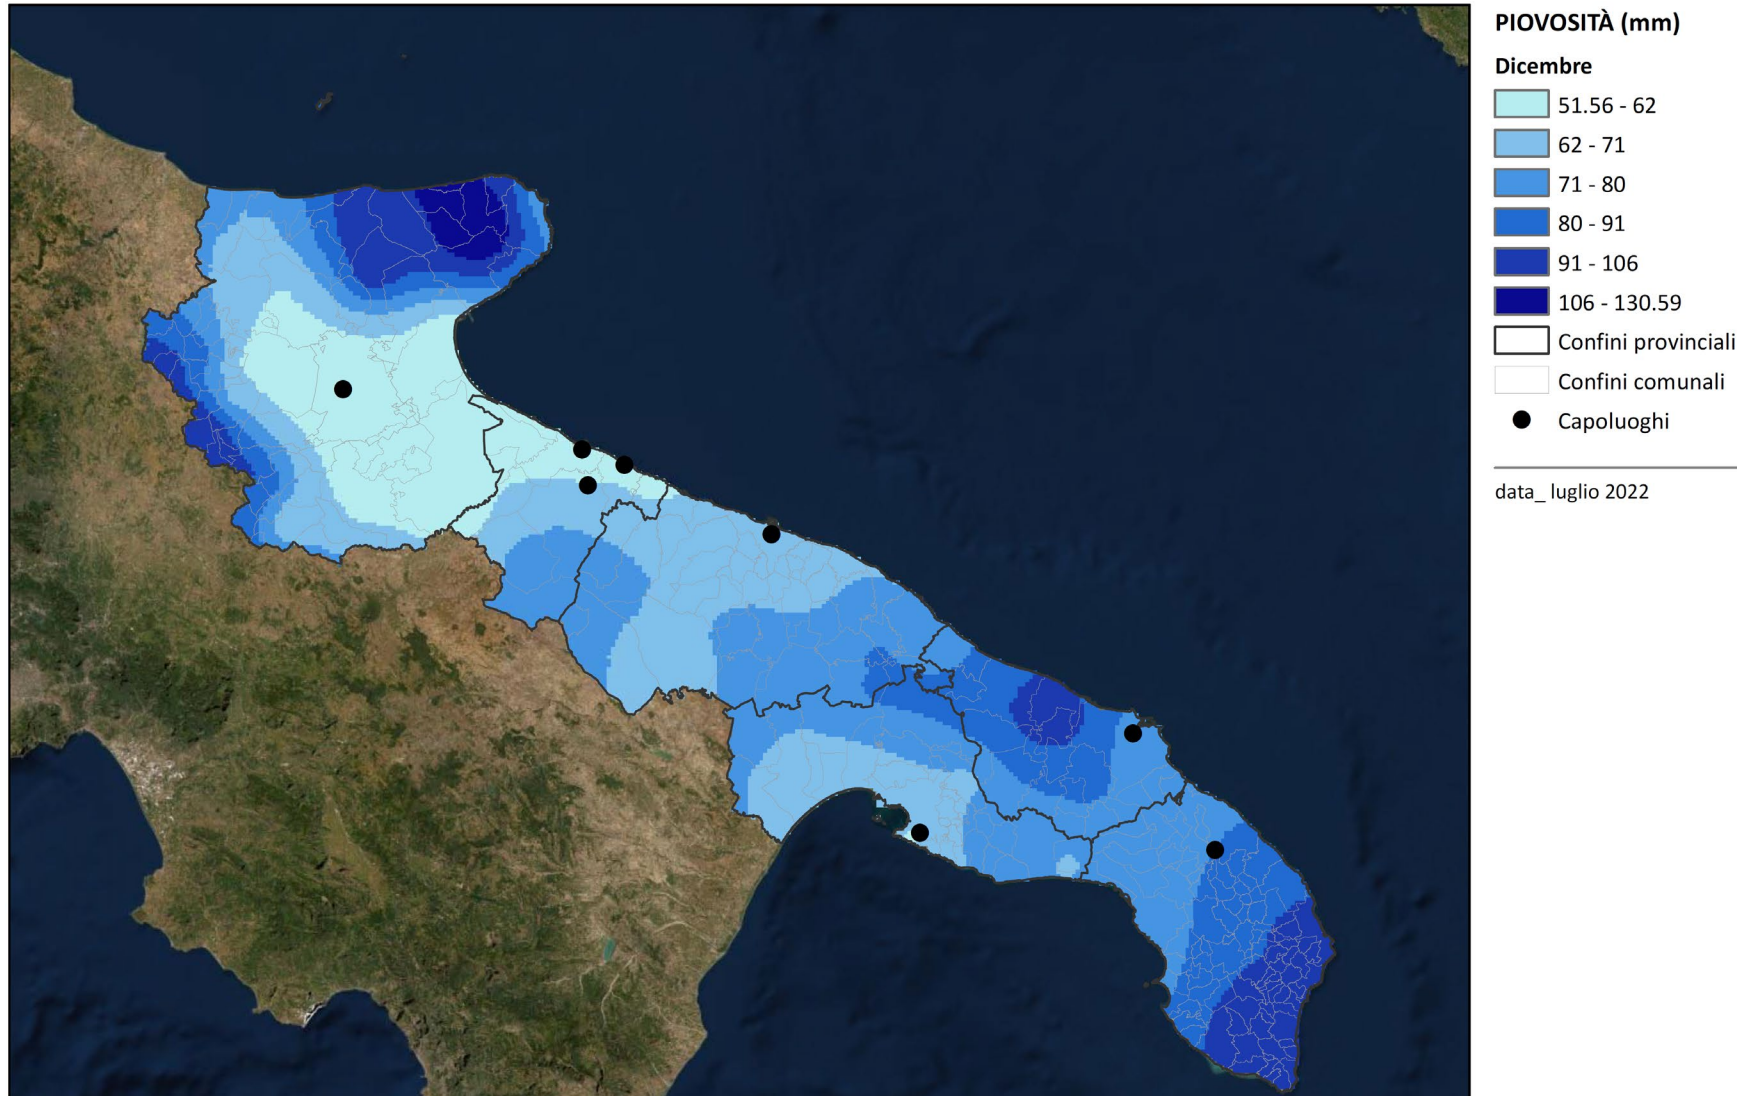 PIOVOSITÀ (mm)
Dicembre
51.56 - 62
62 - 71
71 - 80
80 - 91
91 - 106
106 - 130.59
Confini provinciali
Confini comunali
Capoluoghi
data_ luglio 2022